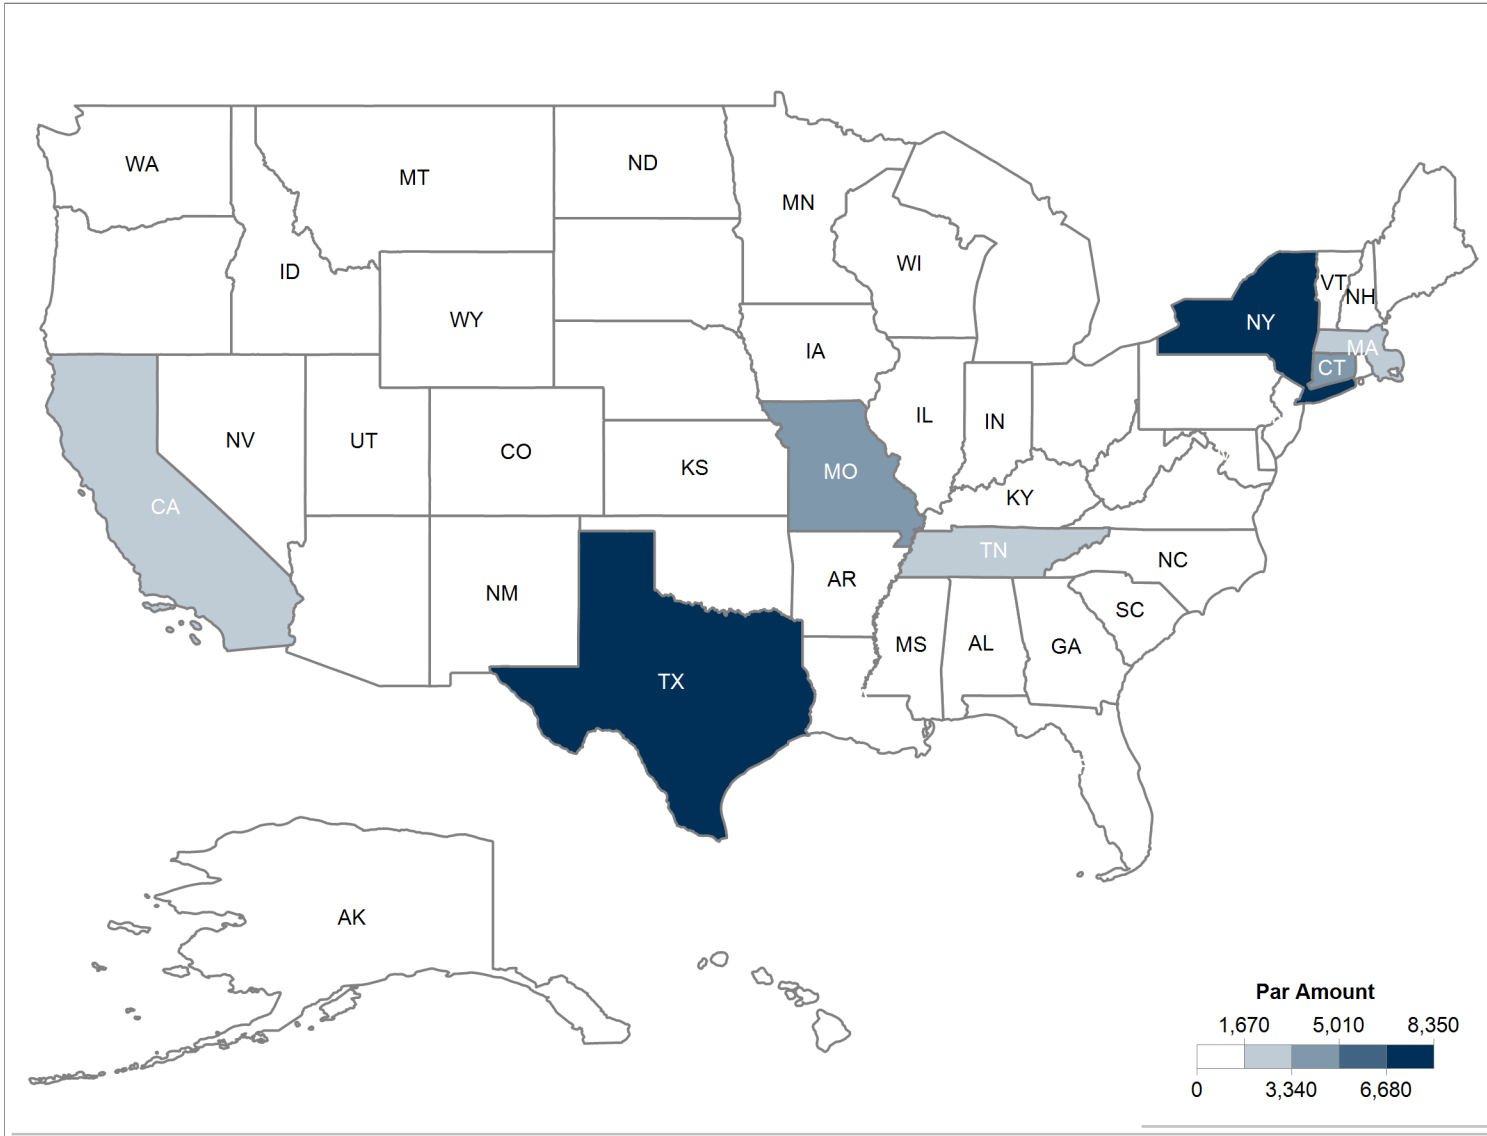 WA
MT
ND
MN
ID
WI
WY
VT
NH
NY
IA
MA
CT
NV
UT
CO
KS
IL
IN
MO
CA
KY
TN
NC
NM
AR
SC
MS
AL
GA
TX
AK
Par Amount
1,670 5,010 8,350
0 3,340 6,680